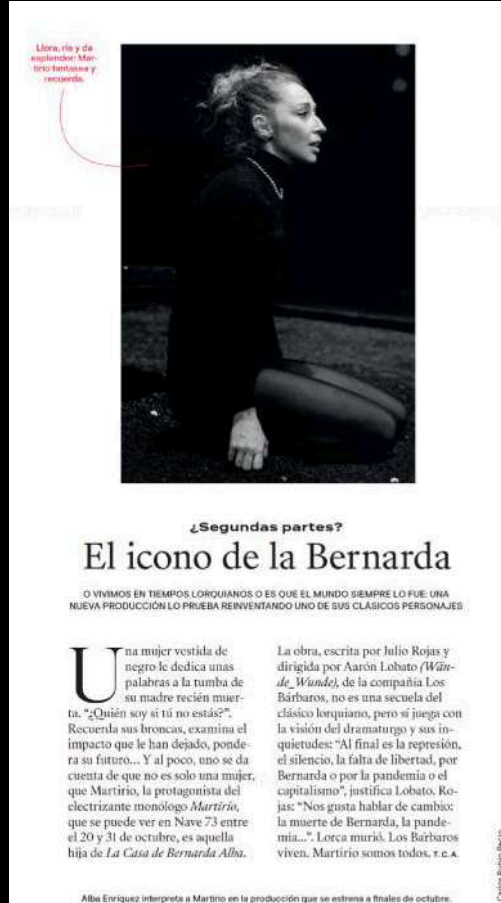 Llora, ríe y da
esplendor: Mar-
tirio fantasea y
recuerda.
¿Segundas partes?
El icono de la Bernarda
O VIVIMOS EN TIEMPOS LORQUIANOS O ES QUE EL MUNDO SIEMPRE LO FUE: UNA
NUEVA PRODUCCIÓN LO PRUEBA REINVENTANDO UNO DE SUS CLÁSICOS PERSONAJES
Una mujer vestida de
negro le dedica unas
palabras a la tumba de
su madre recién muer-
ta. “¿Quién soy si tú no estás?”.
Recuerda sus broncas, examina el
impacto que le han dejado, ponde-
ra su futuro... Y al poco, uno se da
cuenta de que no es solo una mujer,
que Martirio, la protagonista del
electrizante monólogo Martirio,
que se puede ver en Nave 73 entre
el 20 y 31 de octubre, es aquella
hija de La Casa de Bernarda Alba.
La obra, escrita por Julio Rojas y
dirigida por Aarón Lobato (Wän-
de_Wunde), de la compañía Los
Bárbaros, no es una secuela del
clásico lorquiano, pero sí juega con
la visión del dramaturgo y sus in-
quietudes: “Al final es la represión,
el silencio, la falta de libertad, por
Bernarda o por la pandemia o el
capitalismo”, justifica Lobato. Ro-
jas: “Nos gusta hablar de cambio:
la muerte de Bernarda, la pande-
mia...”. Lorca murió. Los Bárbaros
viven. Martirio somos todos. T. C. A.
Alba Enríquez interpreta a Martirio en la producción que se estrena a finales de octubre.
Carlos Rubio